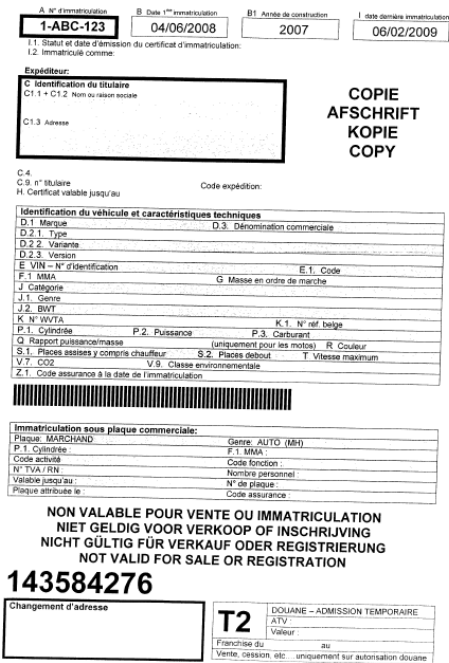 A N° d'immatriculation B Date 1ère immatriculation B1 Année de construction I date dernière immatriculation
1-ABC-123 04/06/2008 2007 06/02/2009
I.1. Statut et date d'émission du certificat d'immatriculation:
I.2. Immatriculé comme:
Expéditeur:
C Identification du titulaire
C1.1 + C1.2 Nom ou raison sociale
C1.3 Adresse
COPIE
AFSCHRIFT
KOPIE
COPY
C.4.
C.9. n° titulaire Code expédition:
H. Certificat valable jusqu'au
Identification du véhicule et caractéristiques techniques
D.1 Marque D.3. Dénomination commerciale
D.2.1. Type
D.2.2. Variante
D.2.3. Version
E VIN – N° d'identification E.1. Code
F.1 MMA G Masse en ordre de marche
J Catégorie
J.1. Genre
J.2. BWT
K N° WVTA K.1. N° réf. belge
P.1. Cylindrée P.2. Puissance P.3. Carburant
Q Rapport puissance/masse (uniquement pour les motos) R Couleur
S.1. Places assises y compris chauffeur S.2. Places debout T Vitesse maximum
V.7. CO2 V.9. Classe environnementale
Z.1. Code assurance à la date de l'immatriculation
Immatriculation sous plaque commerciale:
Plaque: MARCHAND Genre: AUTO (MH)
P.1. Cylindrée : F.1. MMA :
Code activité Code fonction :
N° TVA / RN : Nombre personnel :
Valable jusqu'au : N° de plaque :
Plaque attribuée le : Code assurance :
NON VALABLE POUR VENTE OU IMMATRICULATION
NIET GELDIG VOOR VERKOOP OF INSCHRIJVING
NICHT GÜLTIG FÜR VERKAUF ODER REGISTRIERUNG
NOT VALID FOR SALE OR REGISTRATION
143584276
Changement d'adresse
T2
DOUANE – ADMISSION TEMPORAIRE
ATV :
Valeur :
Franchise du au
Vente, cession, etc... uniquement sur autorisation douane